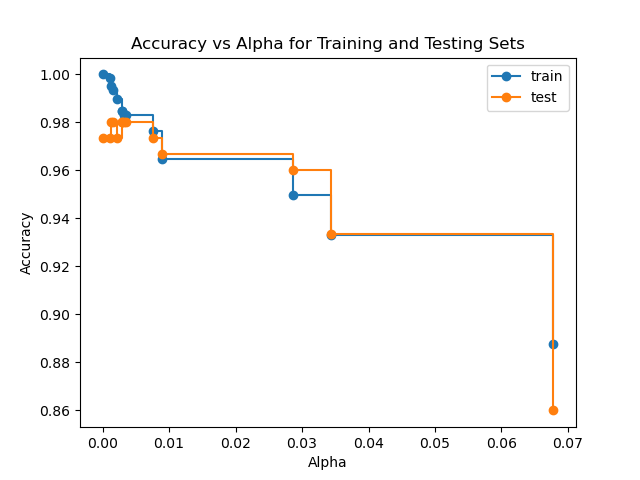 Accuracy vs Alpha for Training and Testing Sets
train
test
1.00
0.98
0.96
0.94
0.92
0.90
0.88
0.86
Accuracy
0.00 0.01 0.02 0.03 0.04 0.05 0.06 0.07
Alpha